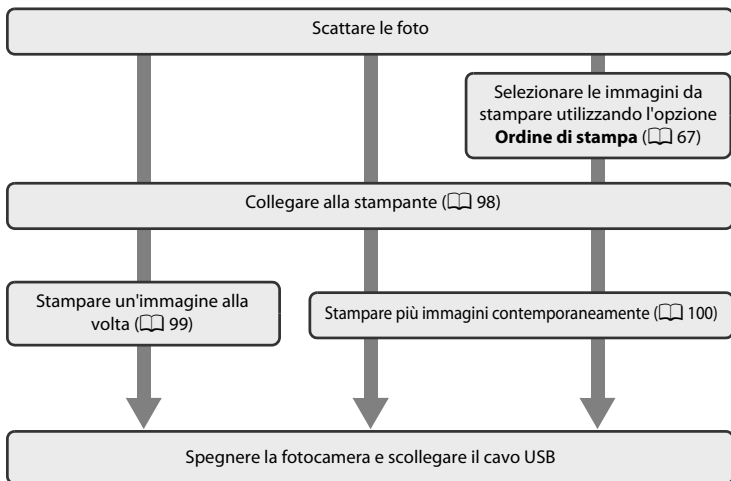 Scattare le foto
Selezionare le immagini da
stampare utilizzando l'opzione
Ordine di stampa (📖 67)
Collegare alla stampante (📖 98)
Stampare un'immagine alla
volta (📖 99)
Stampare più immagini contemporaneamente (📖 100)
Spegnere la fotocamera e scollegare il cavo USB